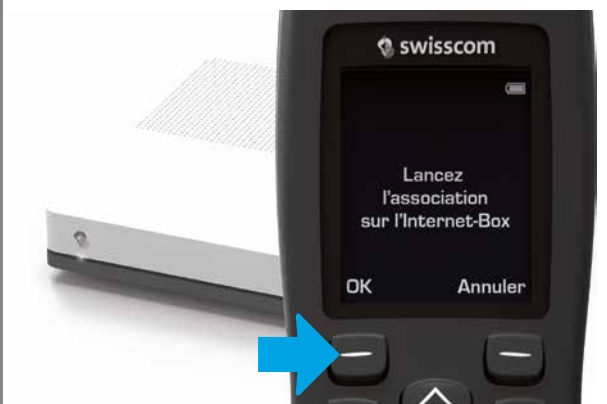 swisscom
Lancez
l'association
sur l'Internet-Box
OK Annuler